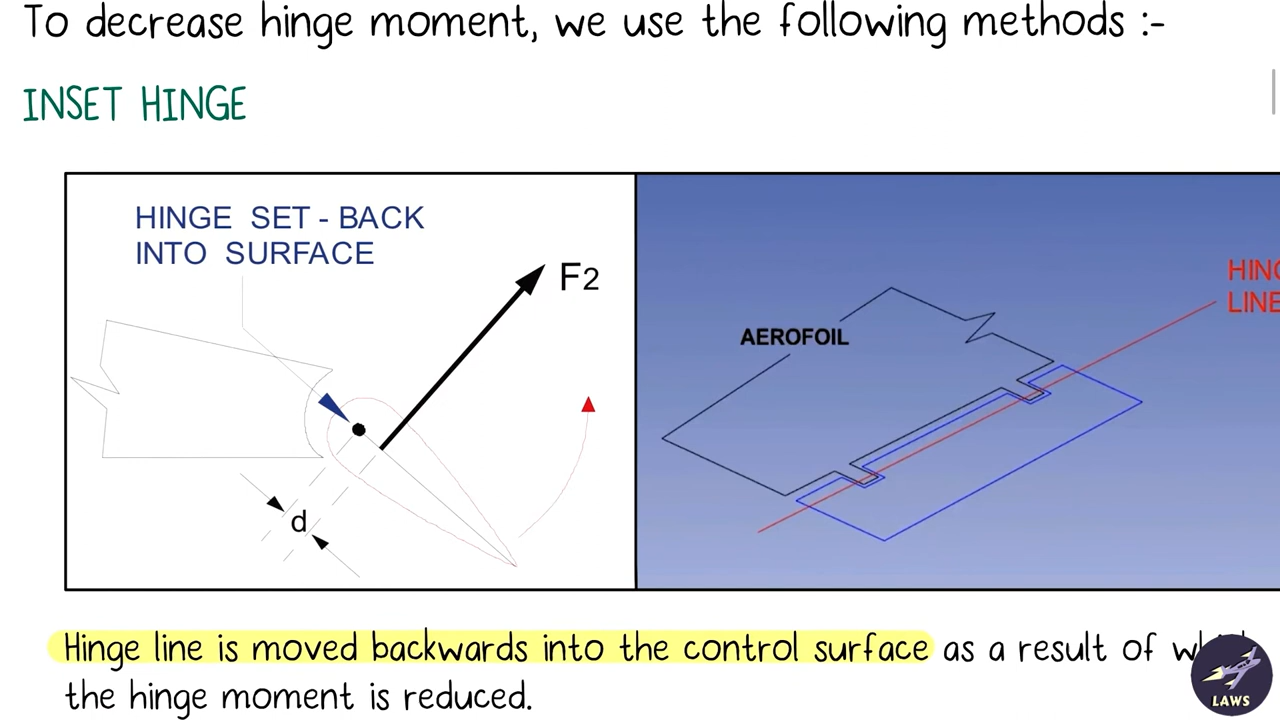 To decrease hinge moment, we use the following methods :-
INSET HINGE
HINGE SET - BACK
INTO SURFACE
F2
d
AEROFOIL
LINE
Hinge line is moved backwards into the control surface as a result of
the hinge moment is reduced.
LAWS